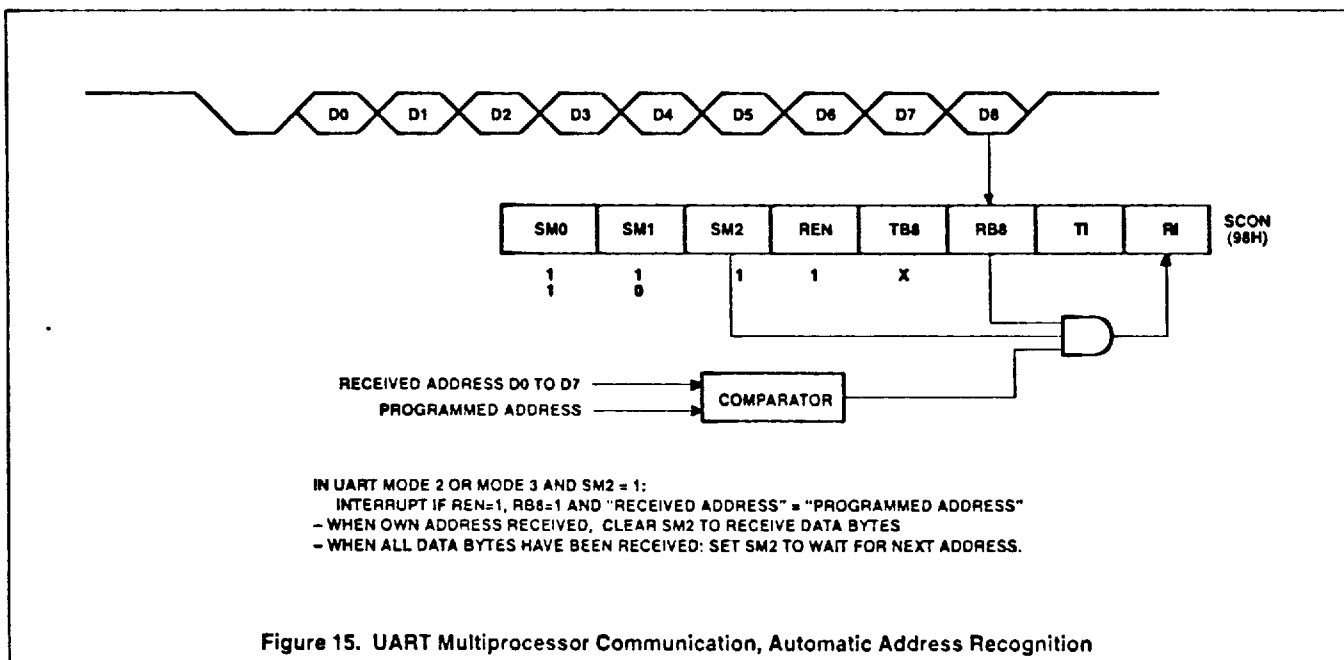 D0 D1 D2 D3 D4 D5 D6 D7 D8
SM0 SM1 SM2 REN TB8 RB8 TI RI
SCON
(98H)
1 1 1 1 X
1 0
RECEIVED ADDRESS D0 TO D7
PROGRAMMED ADDRESS
COMPARATOR
IN UART MODE 2 OR MODE 3 AND SM2 = 1:
INTERRUPT IF REN=1, RB8=1 AND "RECEIVED ADDRESS" = "PROGRAMMED ADDRESS"
– WHEN OWN ADDRESS RECEIVED, CLEAR SM2 TO RECEIVE DATA BYTES
– WHEN ALL DATA BYTES HAVE BEEN RECEIVED: SET SM2 TO WAIT FOR NEXT ADDRESS.
Figure 15. UART Multiprocessor Communication, Automatic Address Recognition